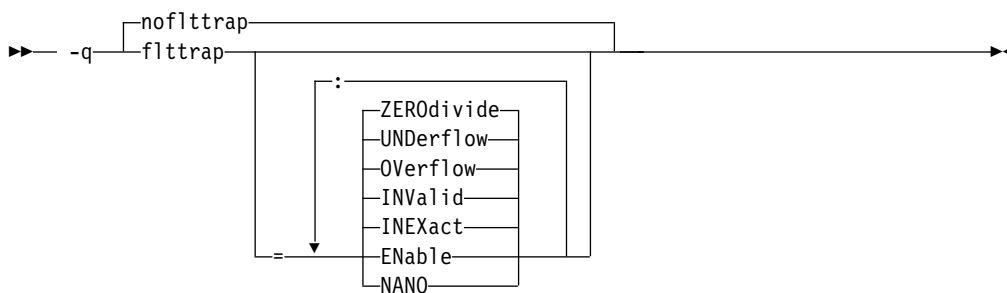 noflttrap
-q flttrap
:
ZEROdivide
UNDerflow
OVerflow
INValid
INEXact
= ENable
NANO